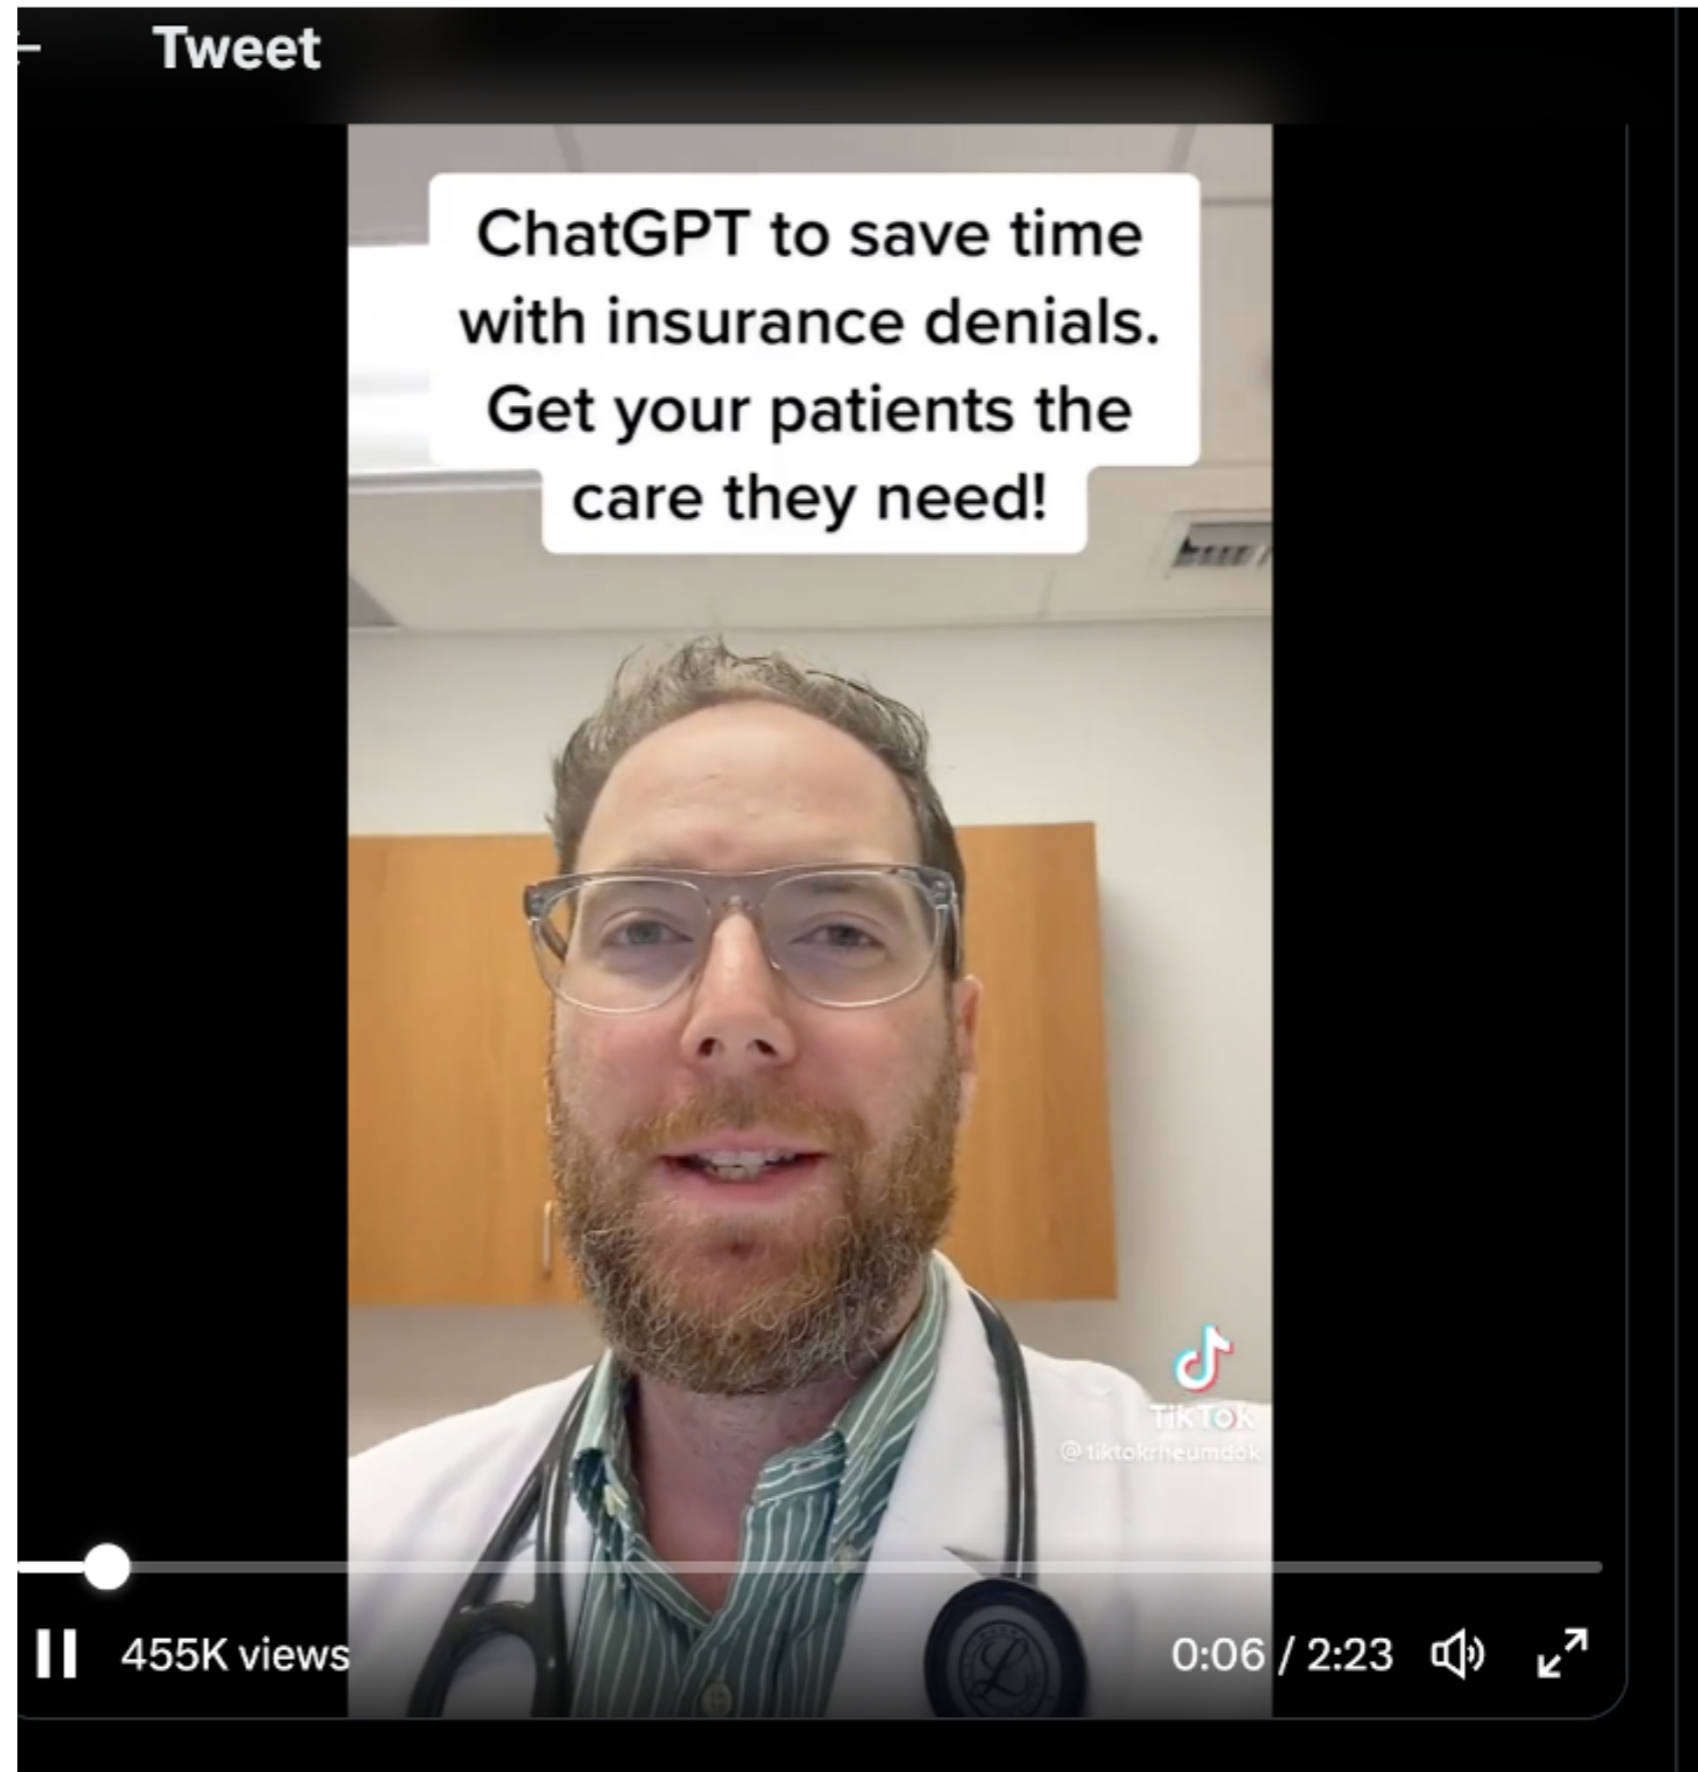 Tweet
ChatGPT to save time
with insurance denials.
Get your patients the
care they need!
TikTok
@tiktokrheumdok
455K views
0:06 / 2:23